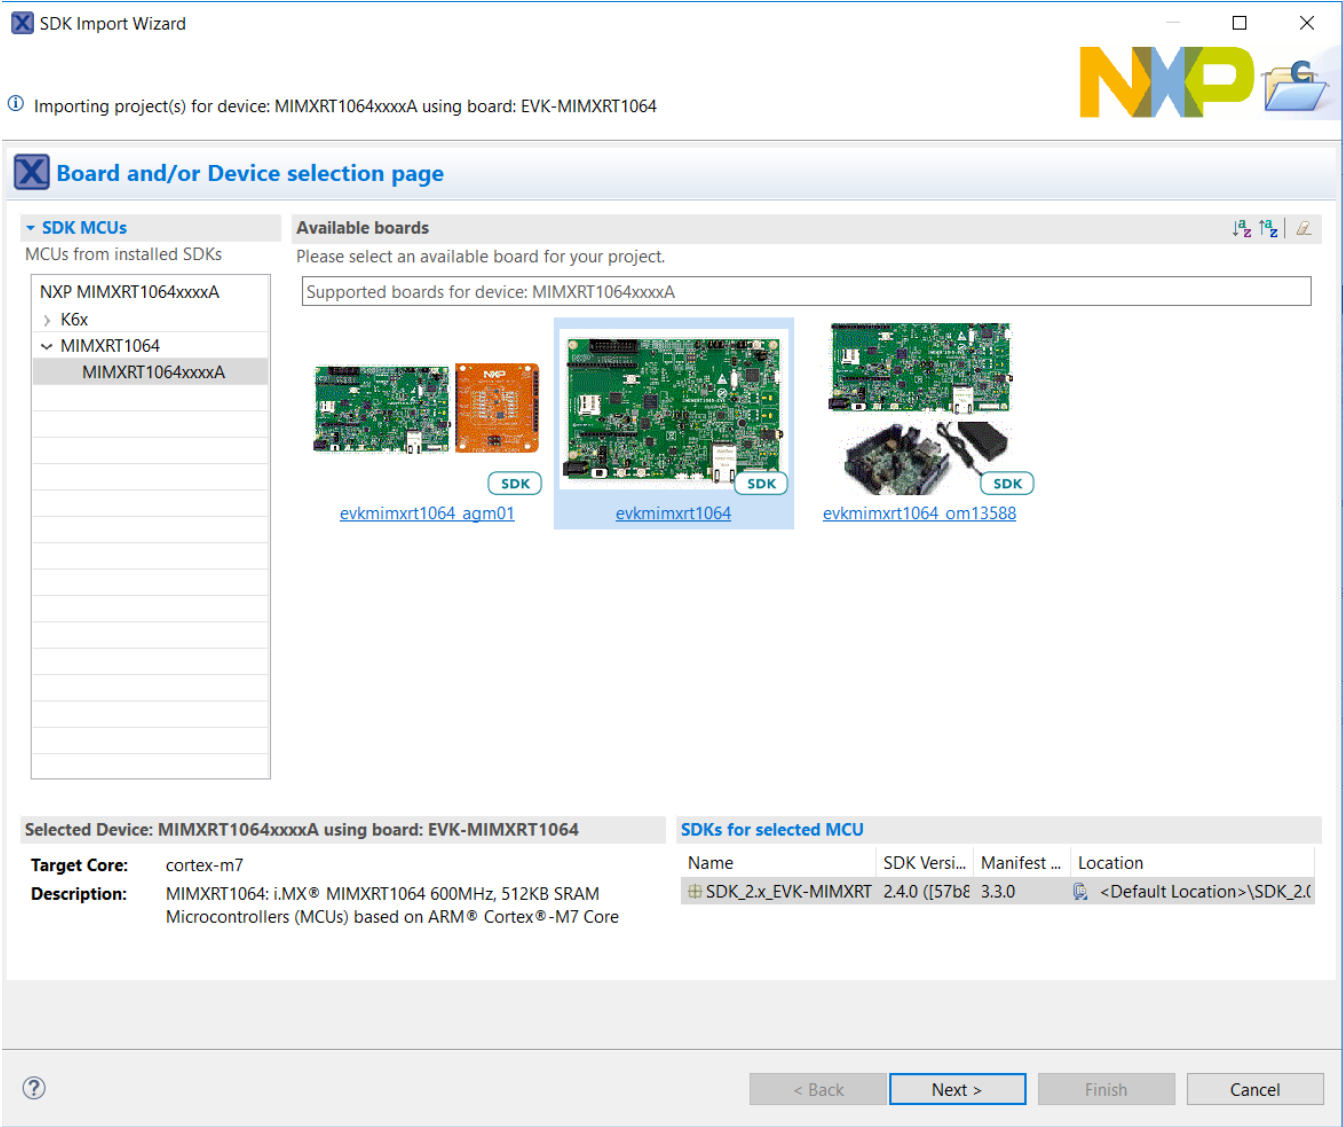 SDK Import Wizard
NXP
Importing project(s) for device: MIMXRT1064xxxxA using board: EVK-MIMXRT1064
Board and/or Device selection page
SDK MCUs
MCUs from installed SDKs
NXP MIMXRT1064xxxxA
K6x
MIMXRT1064
MIMXRT1064xxxxA
Available boards
Please select an available board for your project.
Supported boards for device: MIMXRT1064xxxxA
NXP
SDK
SDK
SDK
evkmimxrt1064_agm01
evkmimxrt1064
evkmimxrt1064_om13588
Selected Device: MIMXRT1064xxxxA using board: EVK-MIMXRT1064
Target Core: cortex-m7
Description: MIMXRT1064: i.MX® MIMXRT1064 600MHz, 512KB SRAM
Microcontrollers (MCUs) based on ARM® Cortex®-M7 Core
SDKs for selected MCU
Name SDK Versi... Manifest ... Location
SDK_2.x_EVK-MIMXRT 2.4.0 ([57b8 3.3.0 <Default Location>\SDK_2.0
< Back Next > Finish Cancel